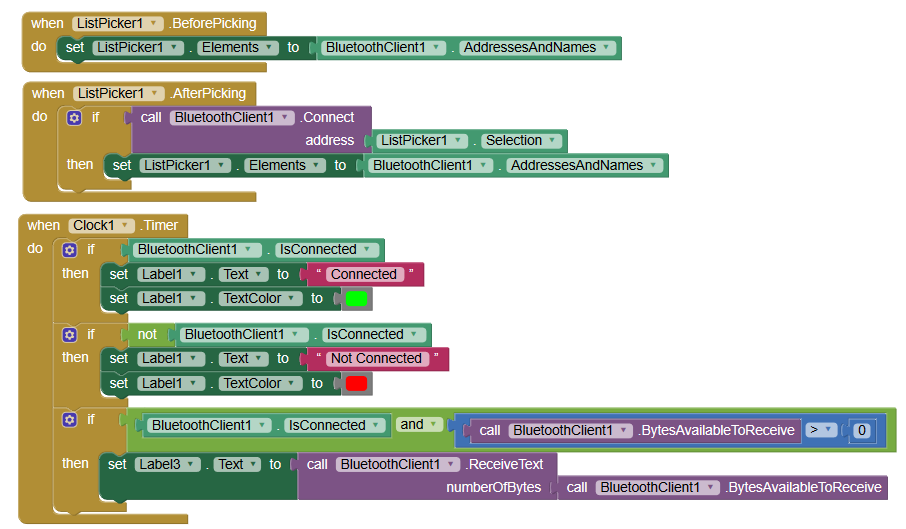 when ListPicker1 .BeforePicking
do set ListPicker1 . Elements to BluetoothClient1 . AddressesAndNames
when ListPicker1 .AfterPicking
do if call BluetoothClient1 .Connect
address ListPicker1 . Selection
then set ListPicker1 . Elements to BluetoothClient1 . AddressesAndNames
when Clock1 .Timer
do if BluetoothClient1 . IsConnected
then set Label1 . Text to “ Connected ”
set Label1 . TextColor to
if not BluetoothClient1 . IsConnected
then set Label1 . Text to “ Not Connected ”
set Label1 . TextColor to
if BluetoothClient1 . IsConnected and call BluetoothClient1 .BytesAvailableToReceive > 0
then set Label3 . Text to call BluetoothClient1 .ReceiveText
numberOfBytes call BluetoothClient1 .BytesAvailableToReceive